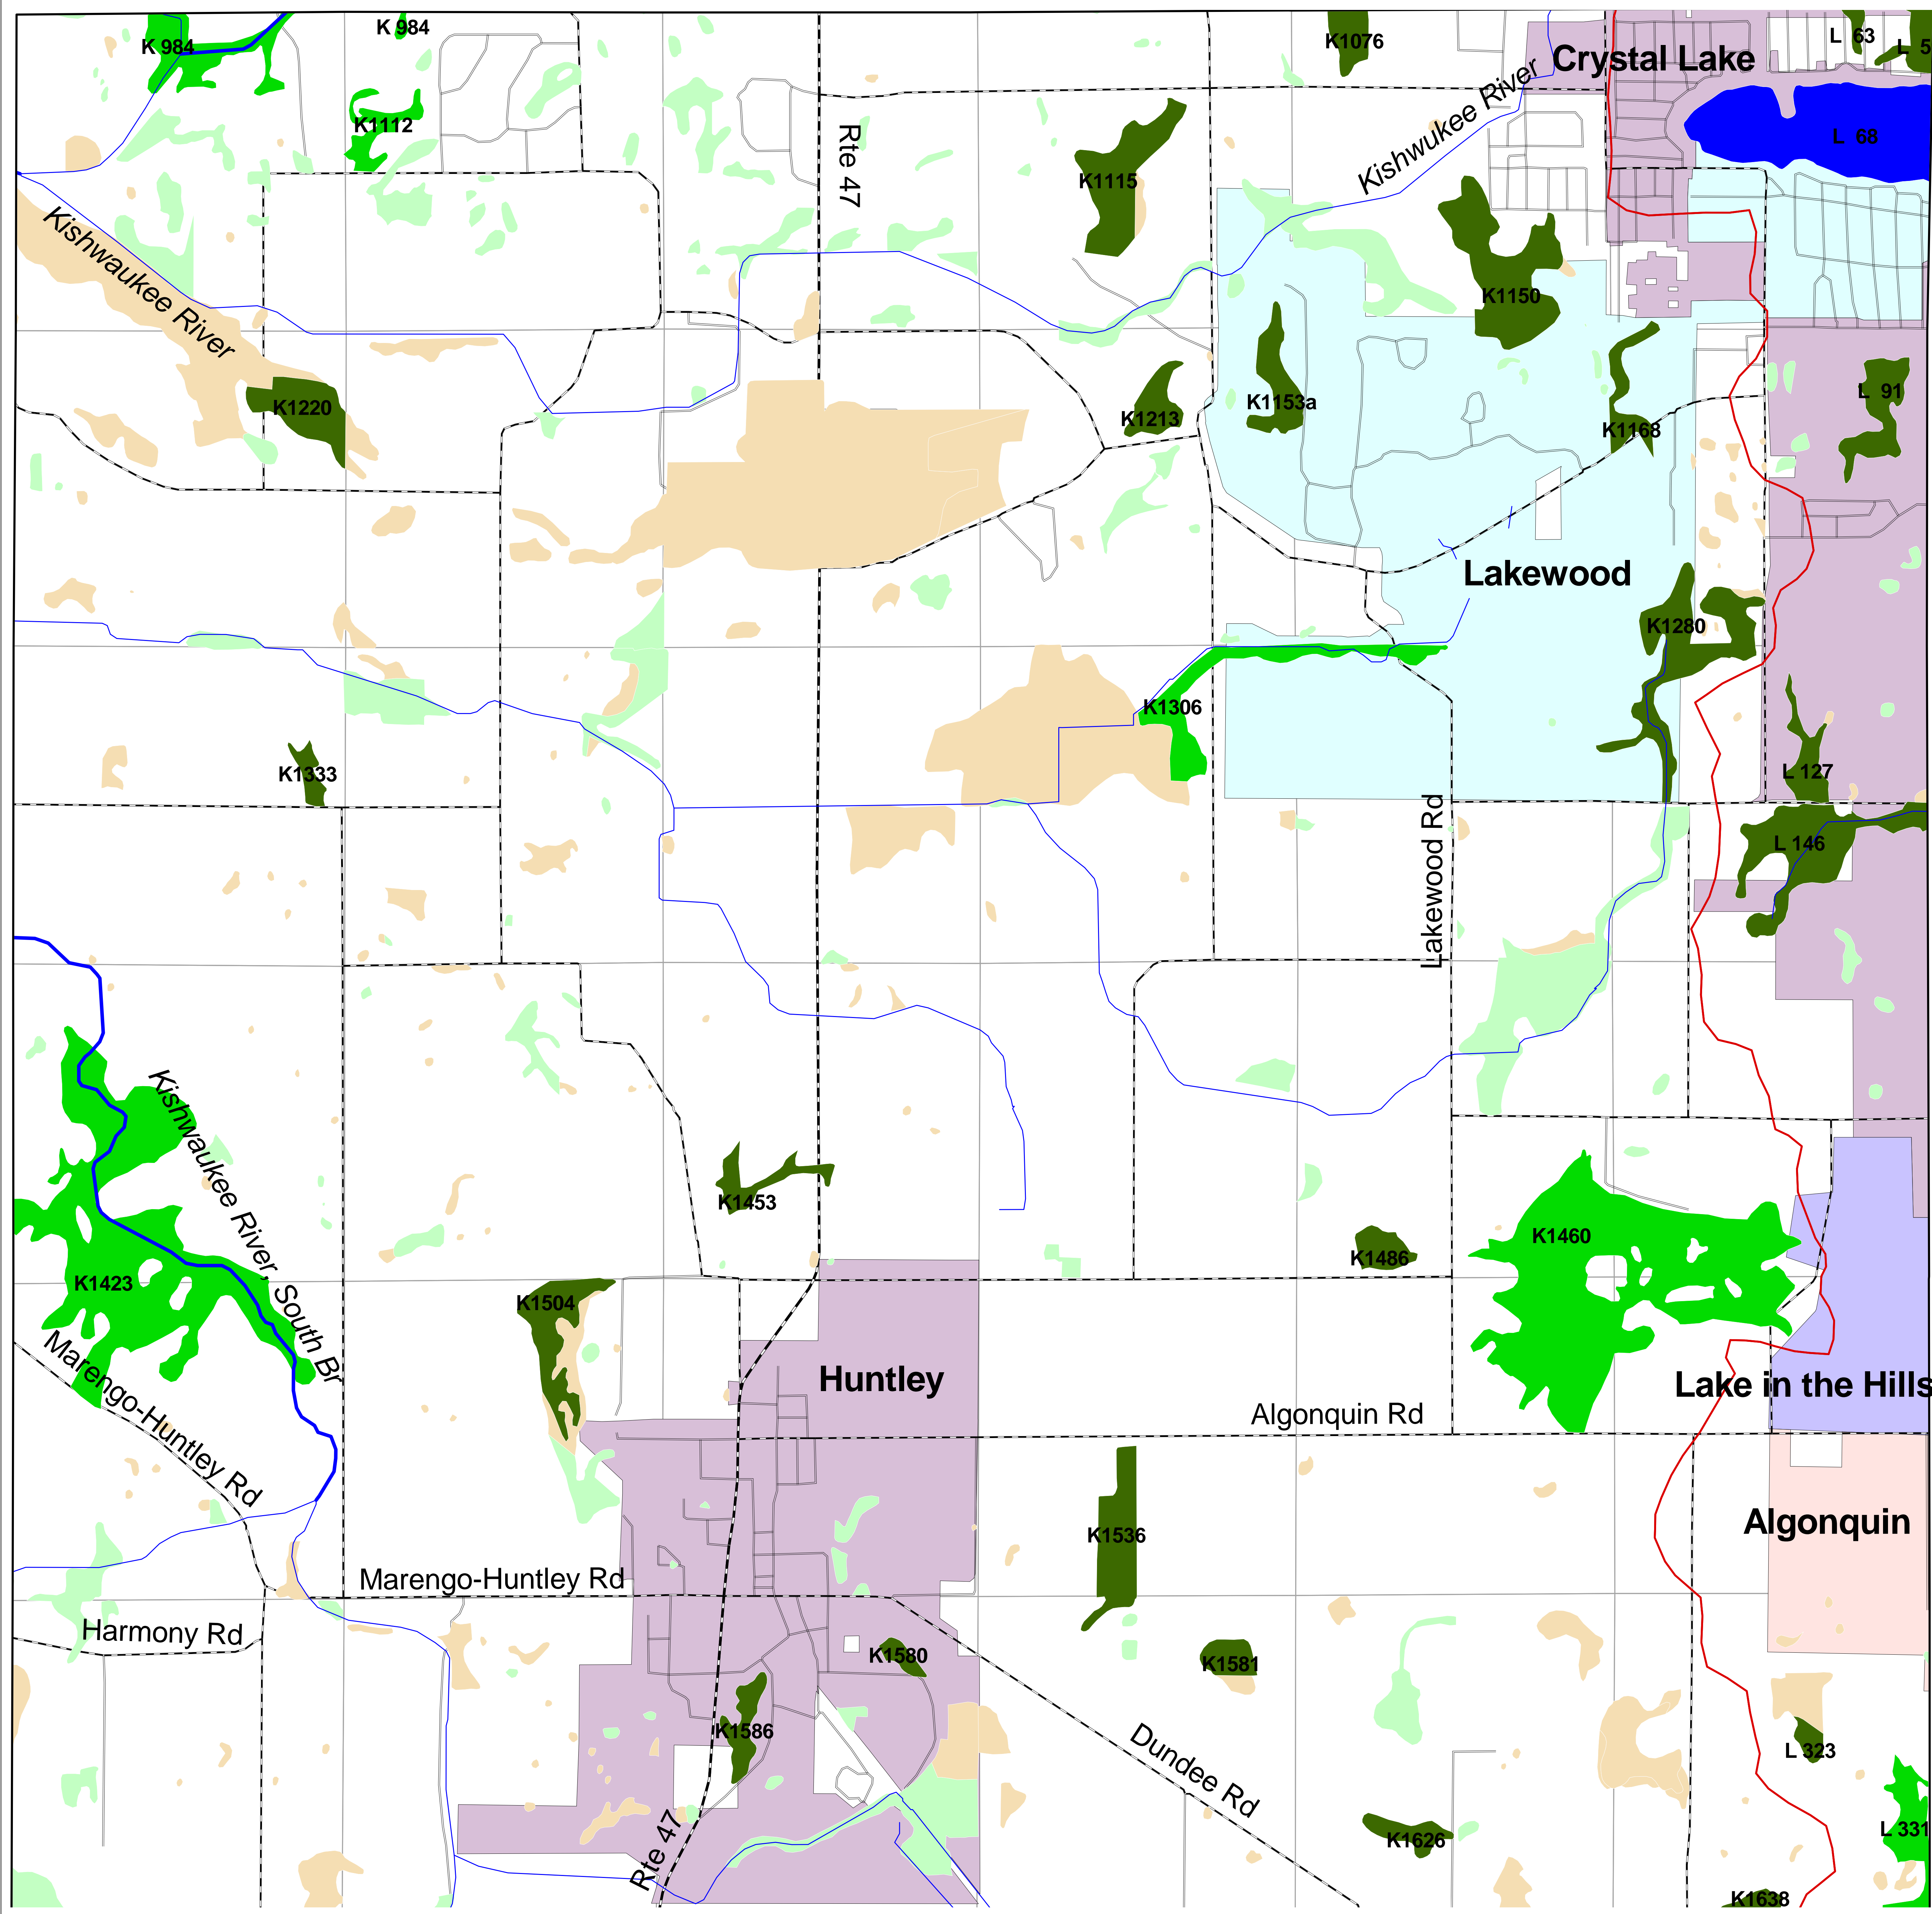 K 984
K 984
K1076
L 63
L 5
Crystal Lake
K1112
Rte 47
Kishwukee River
L 68
K1115
Kishwaukee River
K1150
K1220
K1213
K1153a
K1168
L 91
Lakewood
K1280
K1306
K1333
L 127
Lakewood Rd
L 146
Kishwaukee River, South Br
K1453
K1486
K1460
K1423
K1504
Marengo-Huntley Rd
Huntley
Algonquin Rd
Lake in the Hills
K1536
Algonquin
Marengo-Huntley Rd
Harmony Rd
K1580
K1581
K1586
Dundee Rd
L 323
Rte 47
K1626
L 331
K1638